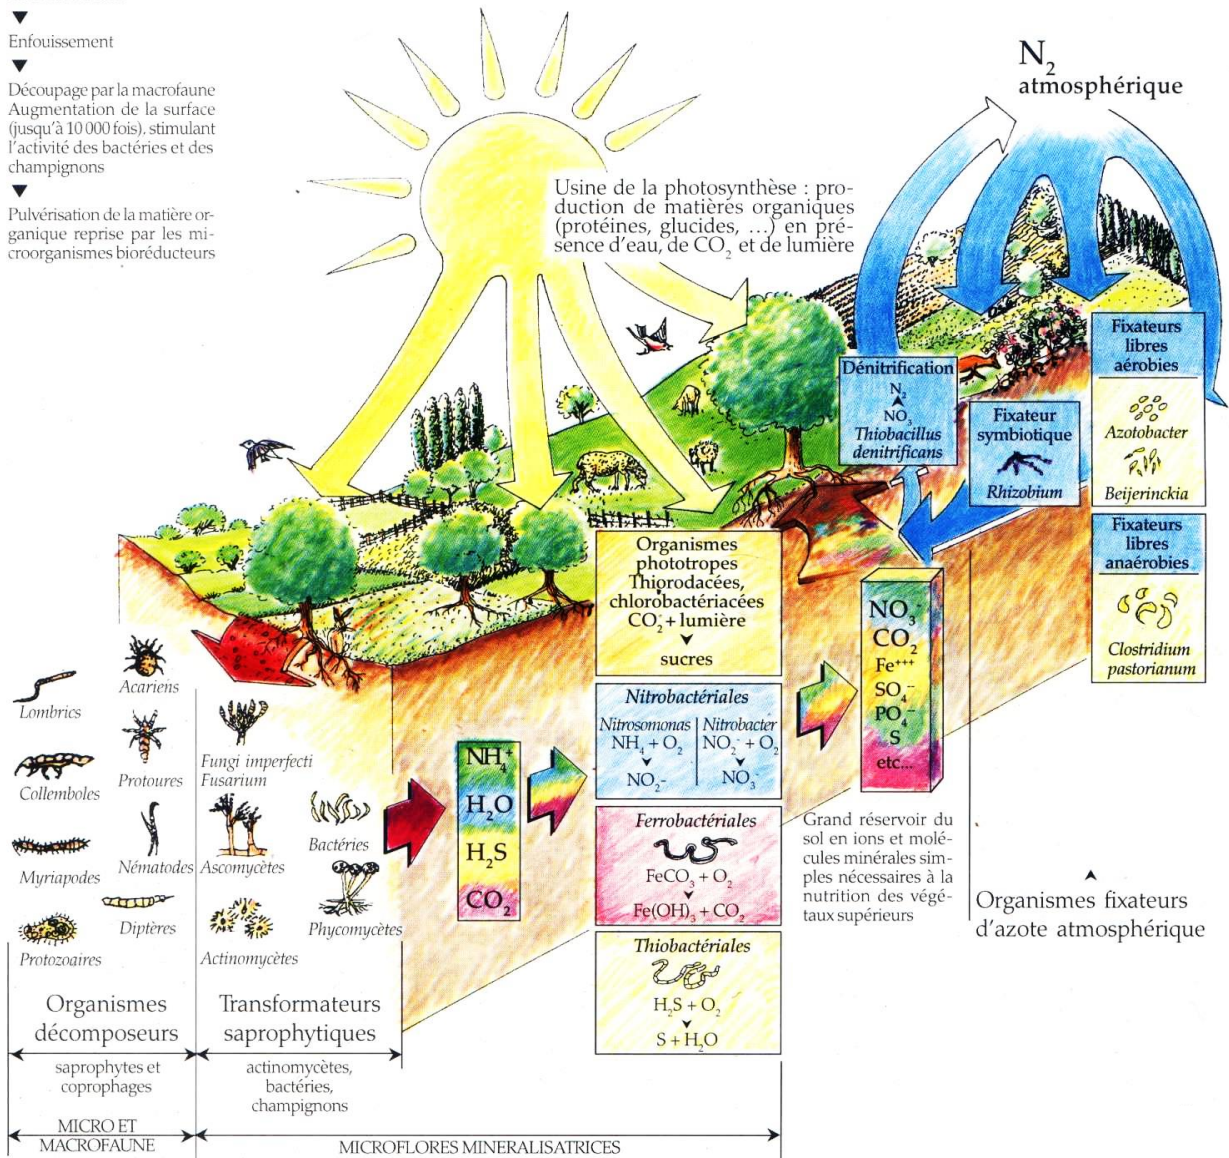 ▼
Enfouissement
▼
Découpage par la macrofaune
Augmentation de la surface
(jusqu'à 10 000 fois), stimulant
l'activité des bactéries et des
champignons
▼
Pulvérisation de la matière or-
ganique reprise par les mi-
croorganismes bioréducteurs
Usine de la photosynthèse : pro-
duction de matières organiques
(protéines, glucides, ...) en pré-
sence d'eau, de CO₂ et de lumière
N₂
atmosphérique
Dénitrification
N₂
NO₃
Thiobacillus
denitrificans
Fixateur
symbiotique
Rhizobium
Fixateurs
libres
aérobies
Azotobacter
Beijerinckia
Fixateurs
libres
anaérobies
Clostridium
pastorianum
Organismes fixateurs
d'azote atmosphérique
Organismes
phototropes
Thiorodacées,
chlorobactériacées
CO₂ + lumière
sucres
Nitrobactériales
Nitrosomonas
NH₄ + O₂
NO₂⁻
Nitrobacter
NO₂⁻ + O₂
NO₃⁻
Ferrobactériales
FeCO₃ + O₂
Fe(OH)₃ + CO₂
Thiobactériales
H₂S + O₂
S + H₂O
NO₃⁻
CO₂
Fe⁺⁺⁺
SO₄⁻⁻
PO₄⁻⁻
S
etc...
Grand réservoir du
sol en ions et molé-
cules minérales sim-
ples nécessaires à la
nutrition des végé-
taux supérieurs
NH₄⁺
H₂O
H₂S
CO₂
Lombrics
Acariens
Collemboles
Protoures
Myriapodes
Nématodes
Protozoaires
Diptères
Fungi imperfecti
Fusarium
Ascomycètes
Bactéries
Actinomycètes
Phycomycètes
Organismes
décomposeurs
saprophytes et
coprophages
Transformateurs
saprophytiques
actinomycètes,
bactéries,
champignons
MICRO ET
MACROFAUNE
MICROFLORES MINERALISATRICES